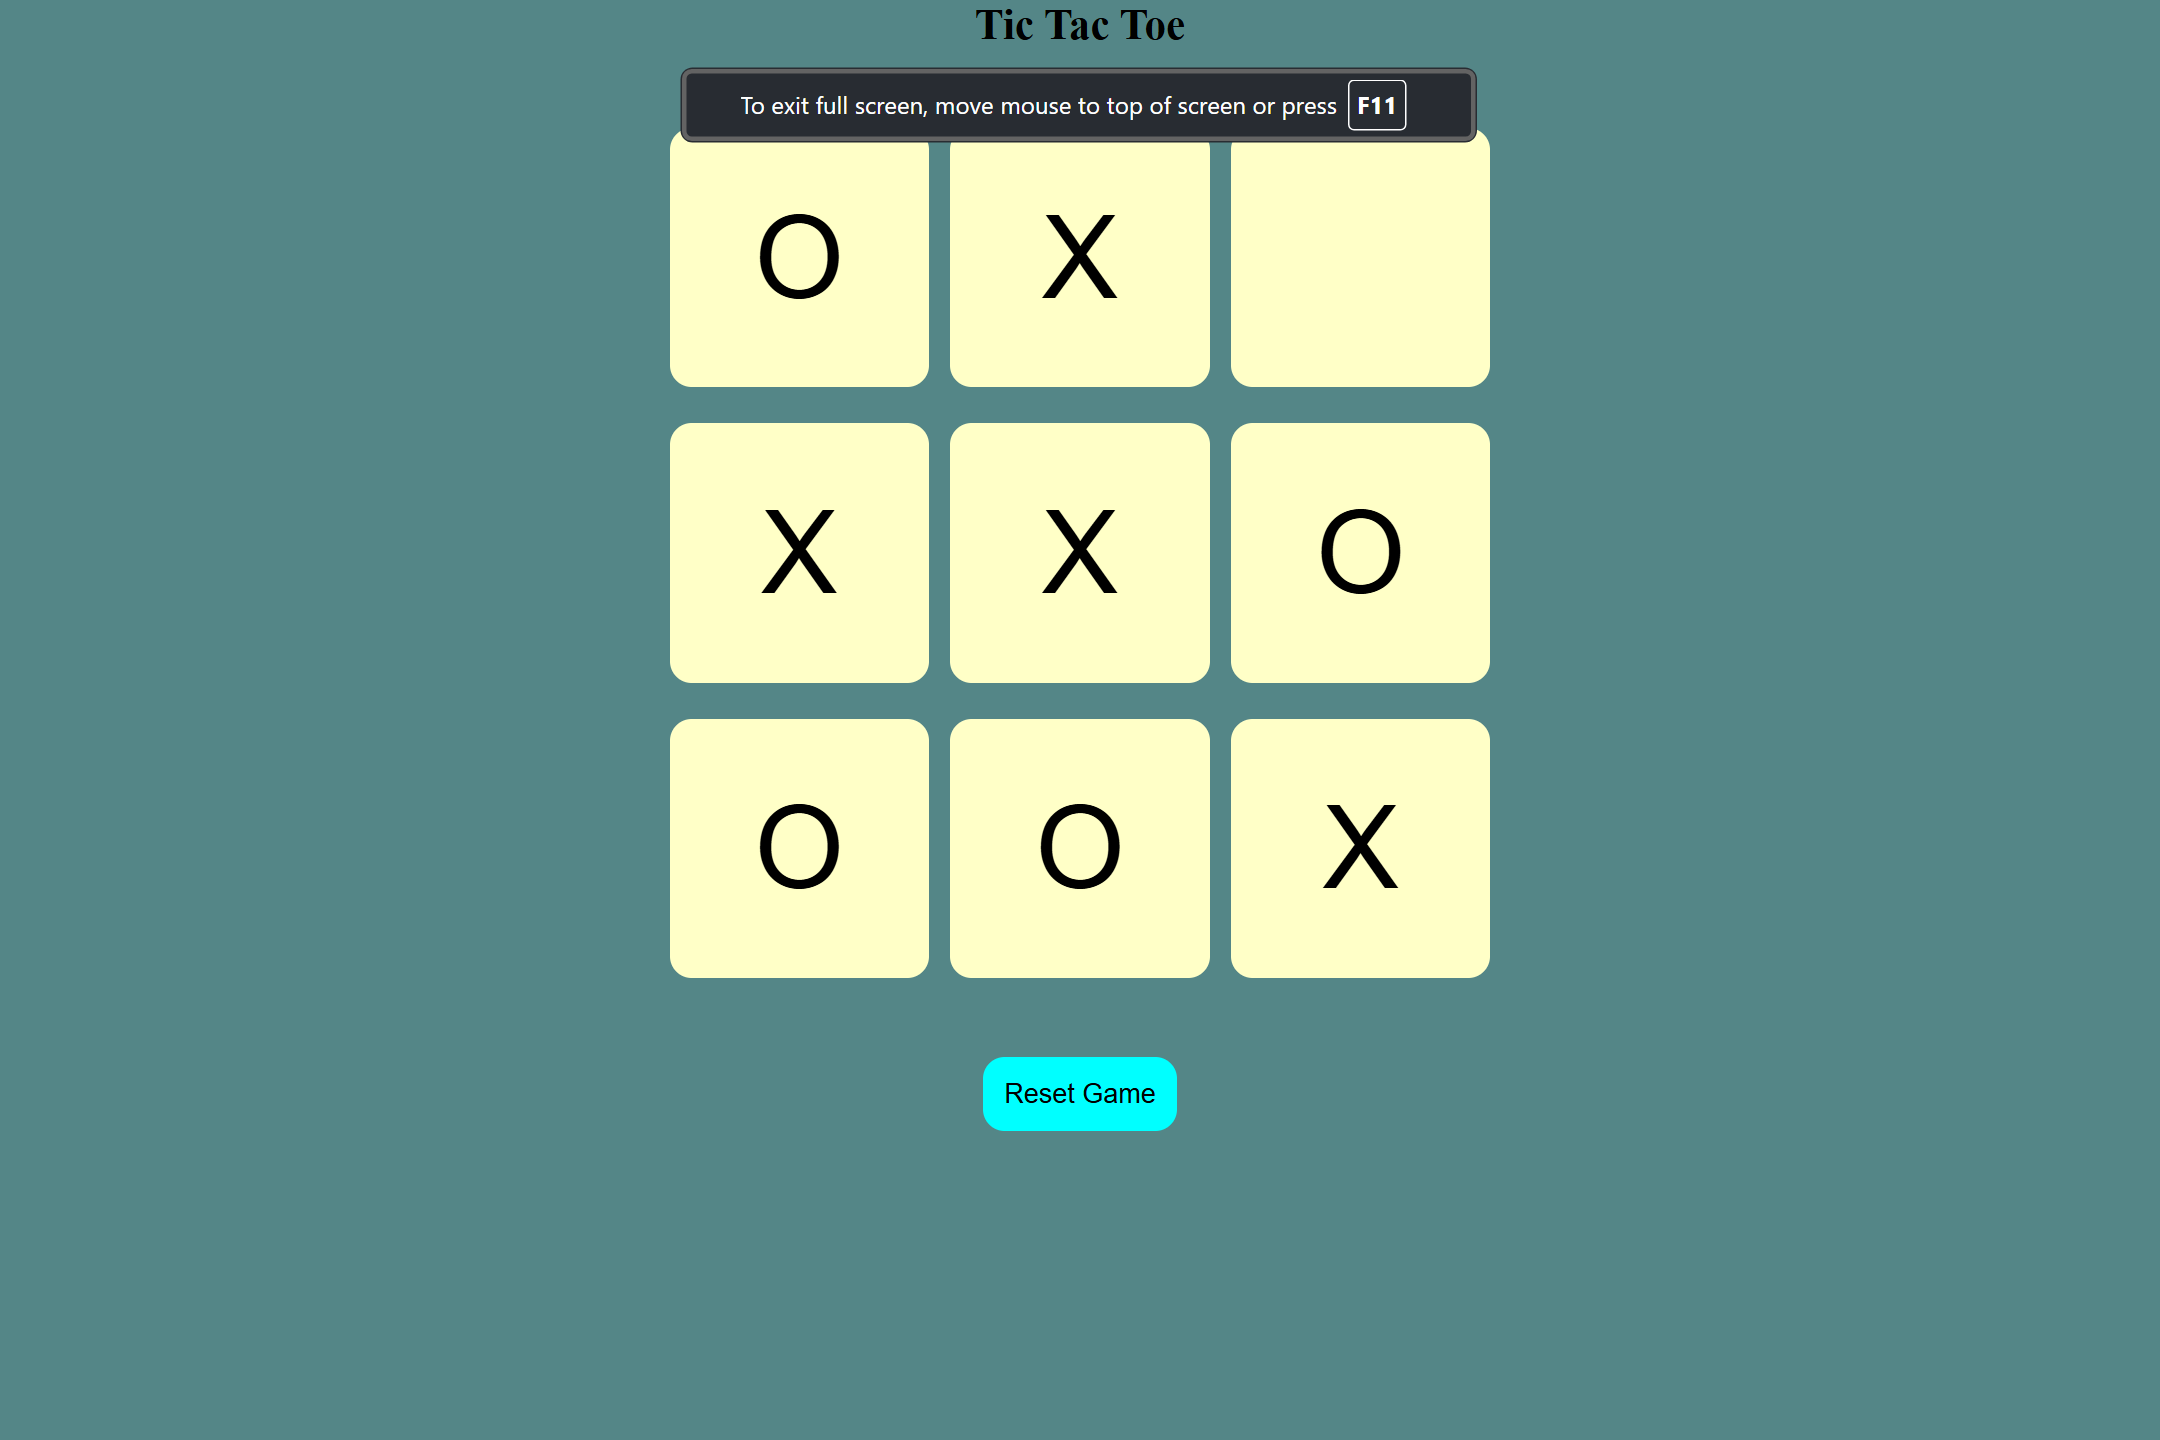 Tic Tac Toe
To exit full screen, move mouse to top of screen or press F11
O X
X X O
O O X
Reset Game